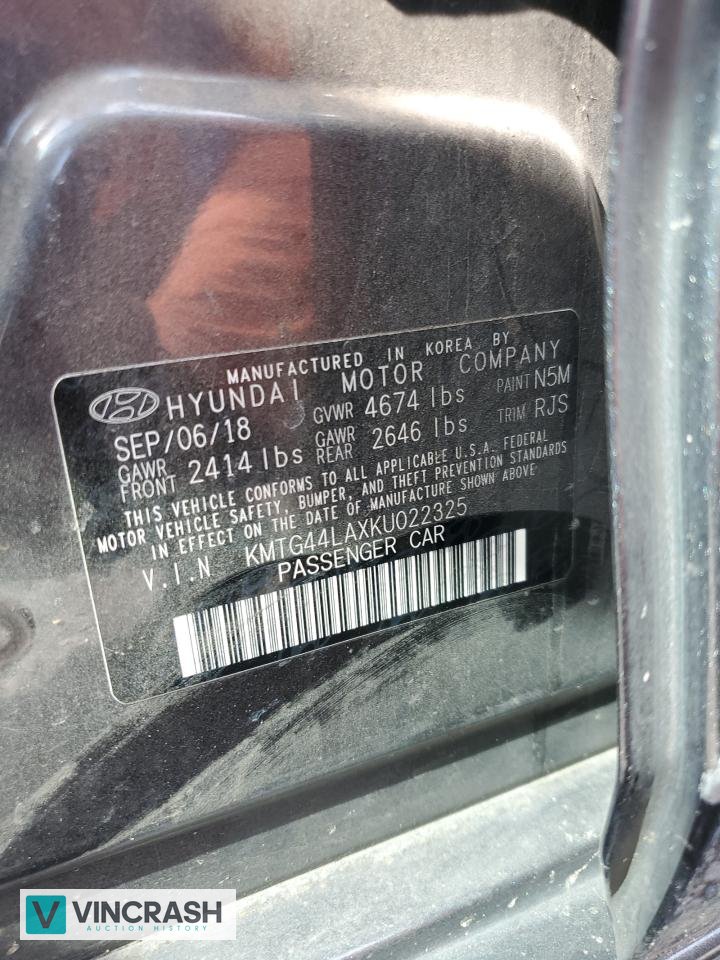 MANUFACTURED IN KOREA BY
HYUNDAI MOTOR COMPANY
SEP/06/18 GVWR 4674 lbs PAINT N5M
GAWR FRONT 2414 lbs GAWR REAR 2646 lbs TRIM RJS
THIS VEHICLE CONFORMS TO ALL APPLICABLE U.S.A. FEDERAL
MOTOR VEHICLE SAFETY, BUMPER, AND THEFT PREVENTION STANDARDS
IN EFFECT ON THE DATE OF MANUFACTURE SHOWN ABOVE
V.I.N KMTG44LAXKU022325
PASSENGER CAR
V VINCRASH
AUCTION HISTORY